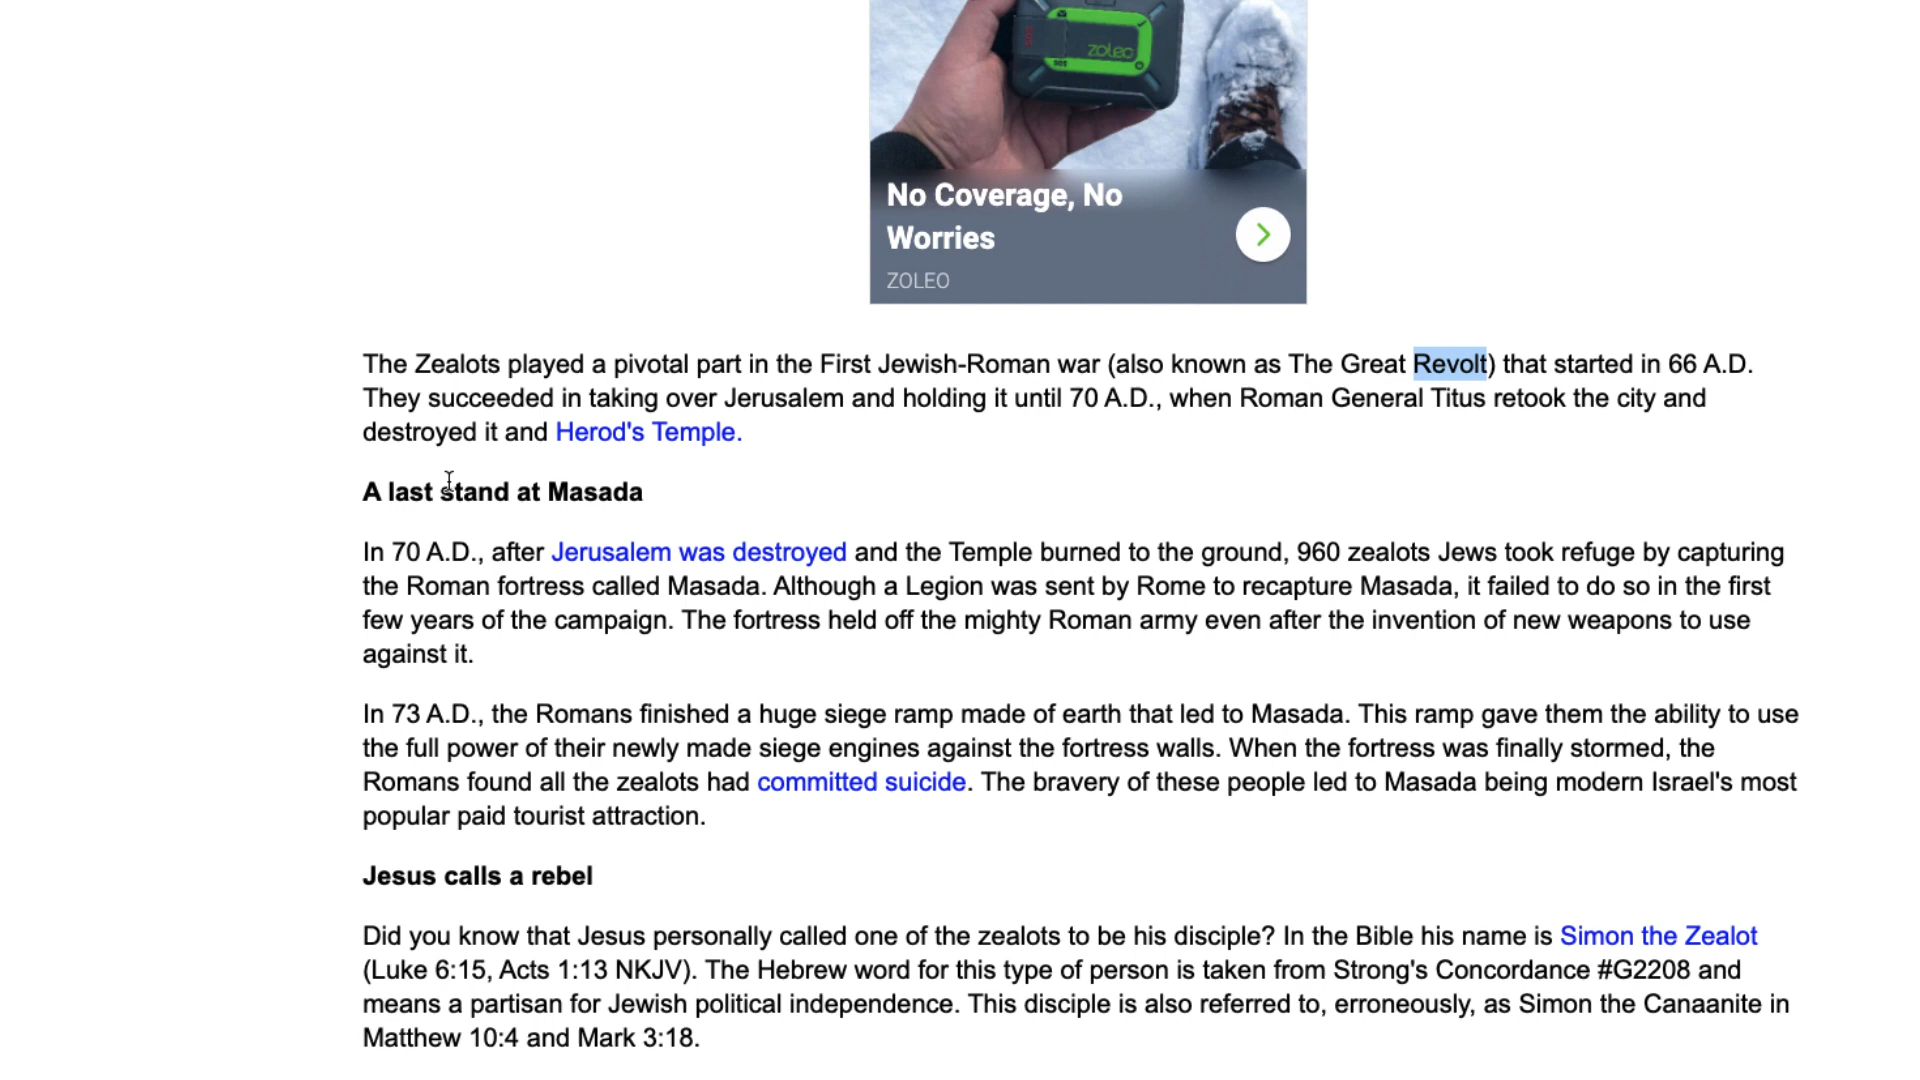 SOS
zoleo
SOS
No Coverage, No
Worries
ZOLEO
The Zealots played a pivotal part in the First Jewish-Roman war (also known as The Great Revolt) that started in 66 A.D.
They succeeded in taking over Jerusalem and holding it until 70 A.D., when Roman General Titus retook the city and
destroyed it and Herod's Temple.
A last stand at Masada
In 70 A.D., after Jerusalem was destroyed and the Temple burned to the ground, 960 zealots Jews took refuge by capturing
the Roman fortress called Masada. Although a Legion was sent by Rome to recapture Masada, it failed to do so in the first
few years of the campaign. The fortress held off the mighty Roman army even after the invention of new weapons to use
against it.
In 73 A.D., the Romans finished a huge siege ramp made of earth that led to Masada. This ramp gave them the ability to use
the full power of their newly made siege engines against the fortress walls. When the fortress was finally stormed, the
Romans found all the zealots had committed suicide. The bravery of these people led to Masada being modern Israel's most
popular paid tourist attraction.
Jesus calls a rebel
Did you know that Jesus personally called one of the zealots to be his disciple? In the Bible his name is Simon the Zealot
(Luke 6:15, Acts 1:13 NKJV). The Hebrew word for this type of person is taken from Strong's Concordance #G2208 and
means a partisan for Jewish political independence. This disciple is also referred to, erroneously, as Simon the Canaanite in
Matthew 10:4 and Mark 3:18.